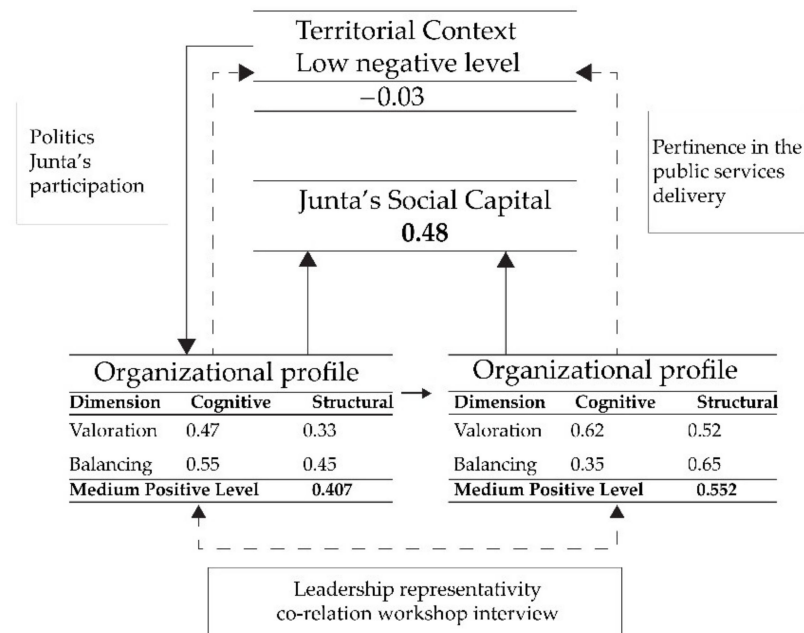 Territorial Context
Low negative level
−0.03
Politics
Junta's
participation
Pertinence in the
public services
delivery
Junta's Social Capital
0.48
Organizational profile
Dimension Cognitive Structural
Valoration 0.47 0.33
Balancing 0.55 0.45
Medium Positive Level 0.407
Organizational profile
Dimension Cognitive Structural
Valoration 0.62 0.52
Balancing 0.35 0.65
Medium Positive Level 0.552
Leadership representativity
co-relation workshop interview